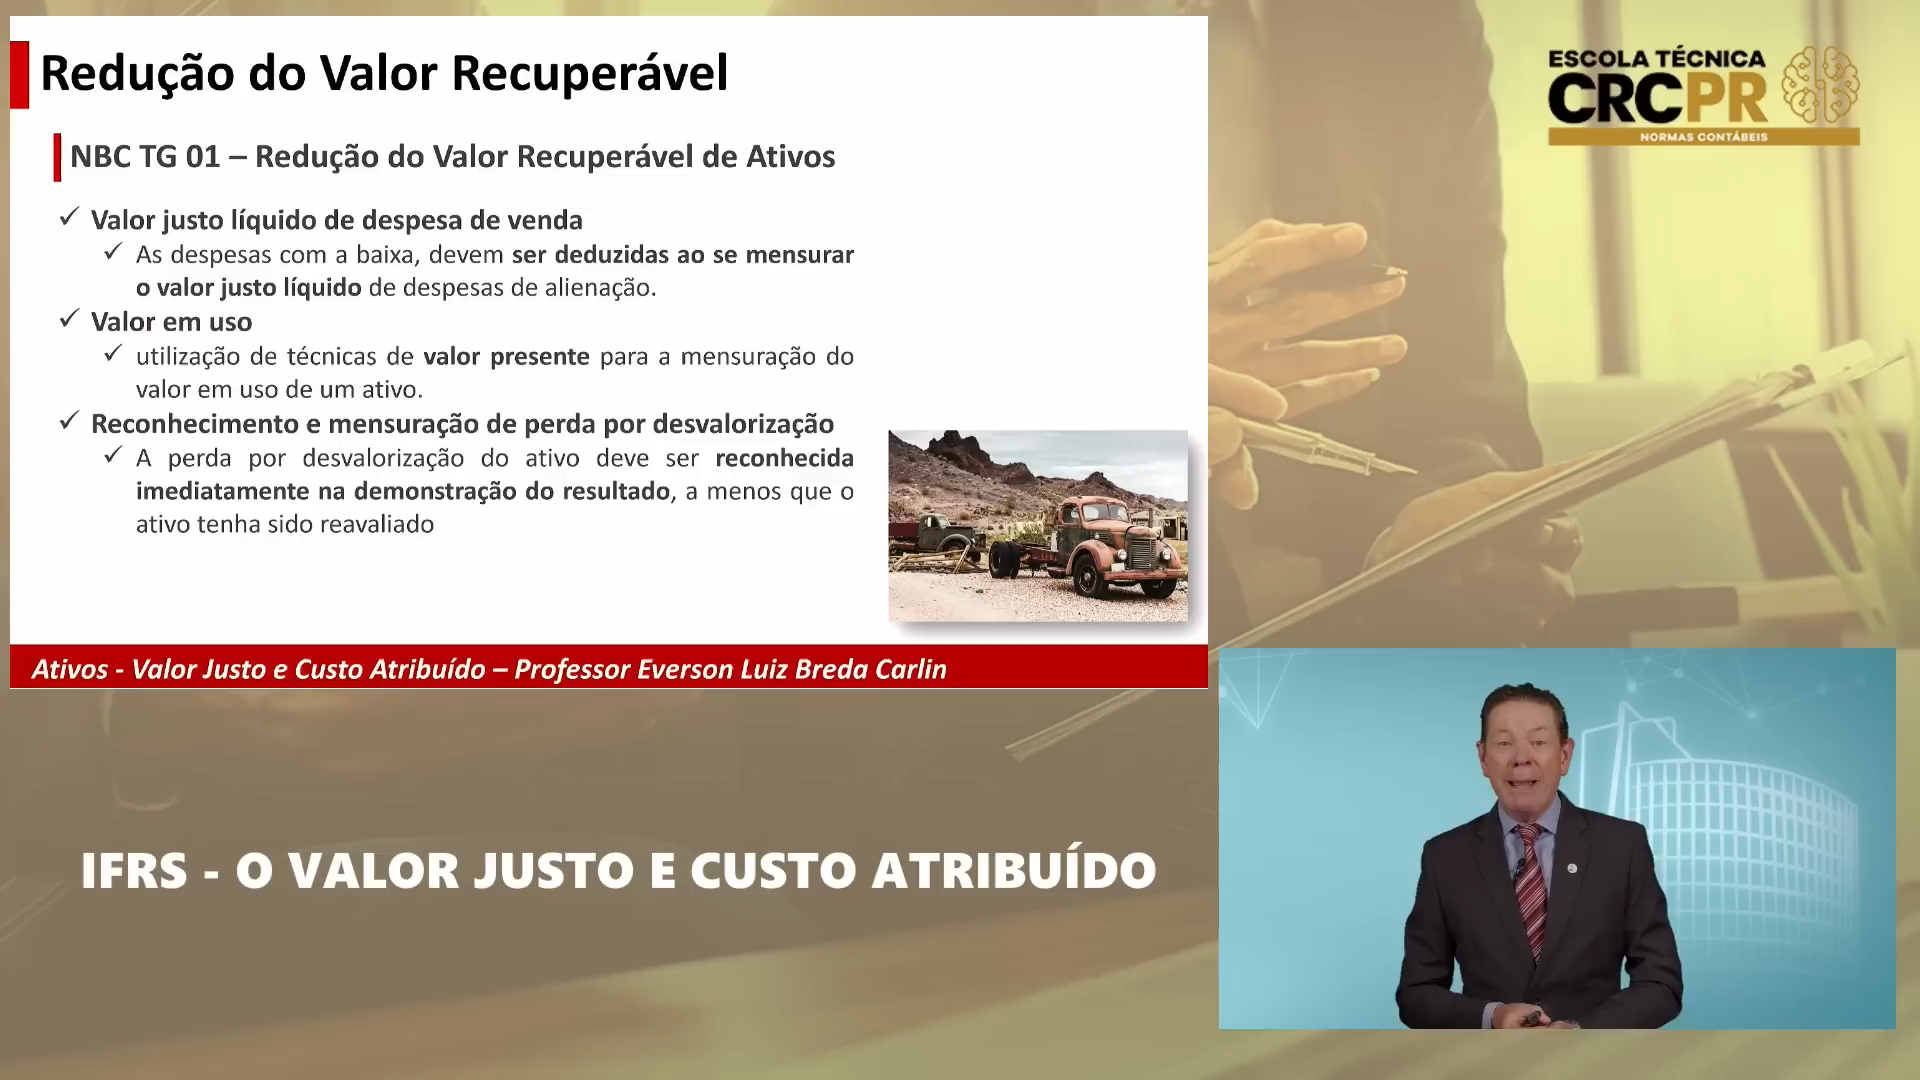 Redução do Valor Recuperável
NBC TG 01 – Redução do Valor Recuperável de Ativos
✓ Valor justo líquido de despesa de venda
✓ As despesas com a baixa, devem ser deduzidas ao se mensurar
o valor justo líquido de despesas de alienação.
✓ Valor em uso
✓ utilização de técnicas de valor presente para a mensuração do
valor em uso de um ativo.
✓ Reconhecimento e mensuração de perda por desvalorização
✓ A perda por desvalorização do ativo deve ser reconhecida
imediatamente na demonstração do resultado, a menos que o
ativo tenha sido reavaliado
Ativos - Valor Justo e Custo Atribuído – Professor Everson Luiz Breda Carlin
ESCOLA TÉCNICA
CRCPR
NORMAS CONTÁBEIS
IFRS - O VALOR JUSTO E CUSTO ATRIBUÍDO